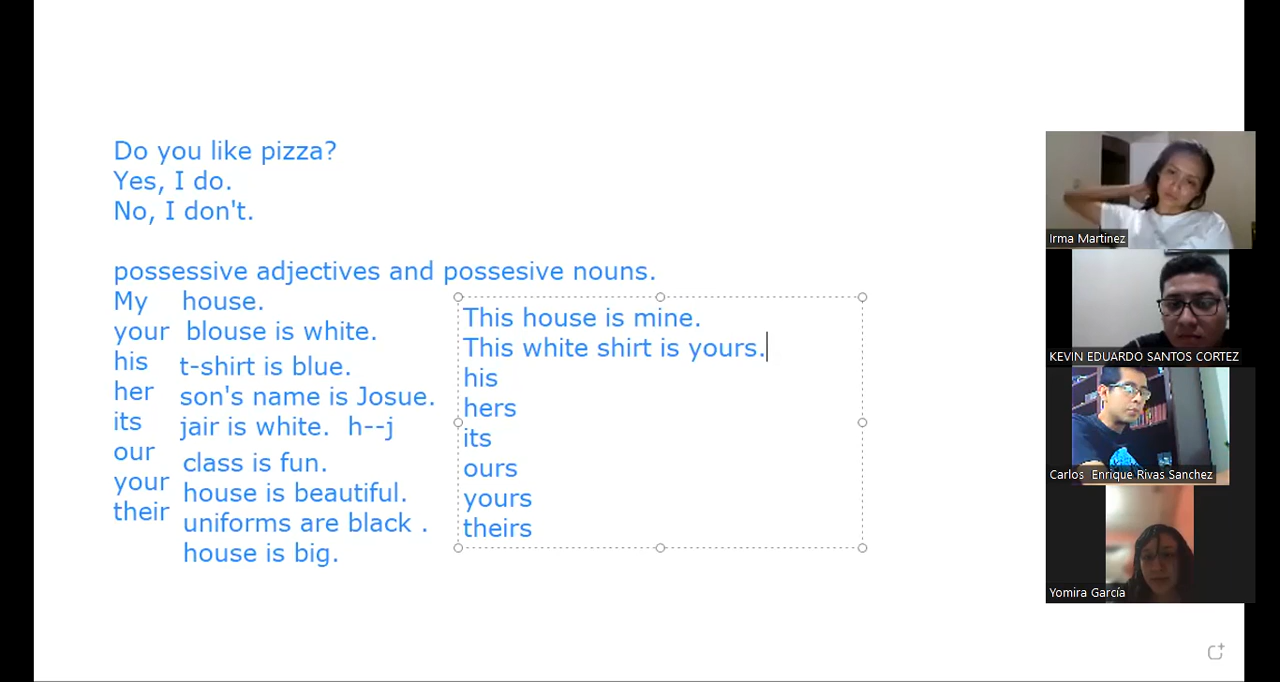 Do you like pizza?
Yes, I do.
No, I don't.
possessive adjectives and possesive nouns.
My house.
your blouse is white.
his t-shirt is blue.
her son's name is Josue.
its jair is white. h--j
our class is fun.
your house is beautiful.
their uniforms are black .
house is big.
This house is mine.
This white shirt is yours.
his
hers
its
ours
yours
theirs
Irma Martinez
KEVIN EDUARDO SANTOS CORTEZ
Carlos Enrique Rivas Sanchez
Yomira García